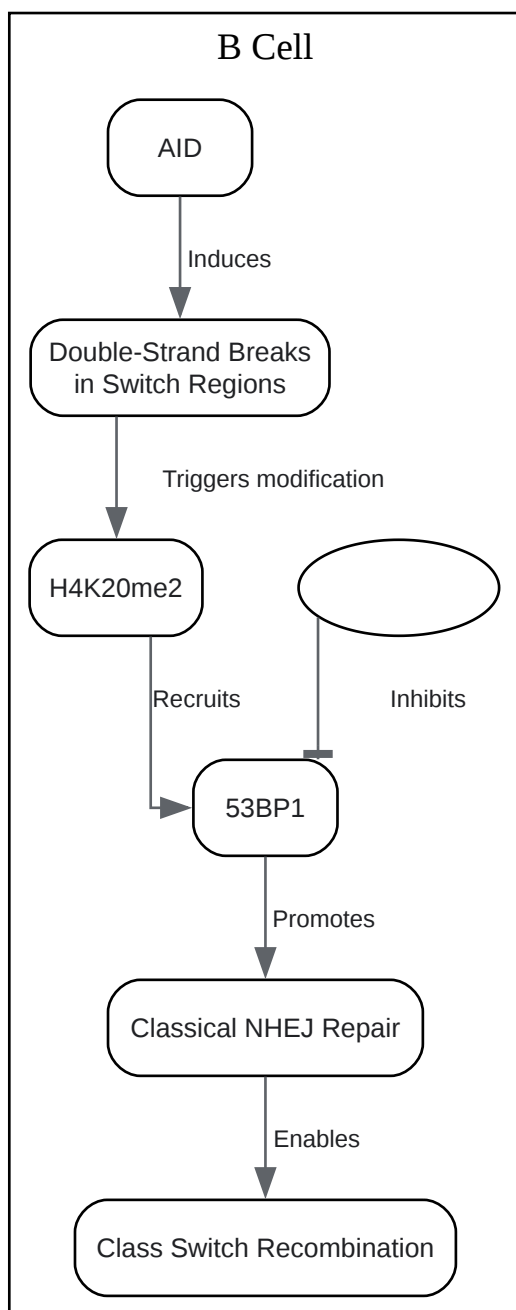 B Cell
AID
Induces
Double-Strand Breaks
in Switch Regions
Triggers modification
H4K20me2
Recruits
Inhibits
53BP1
Promotes
Classical NHEJ Repair
Enables
Class Switch Recombination